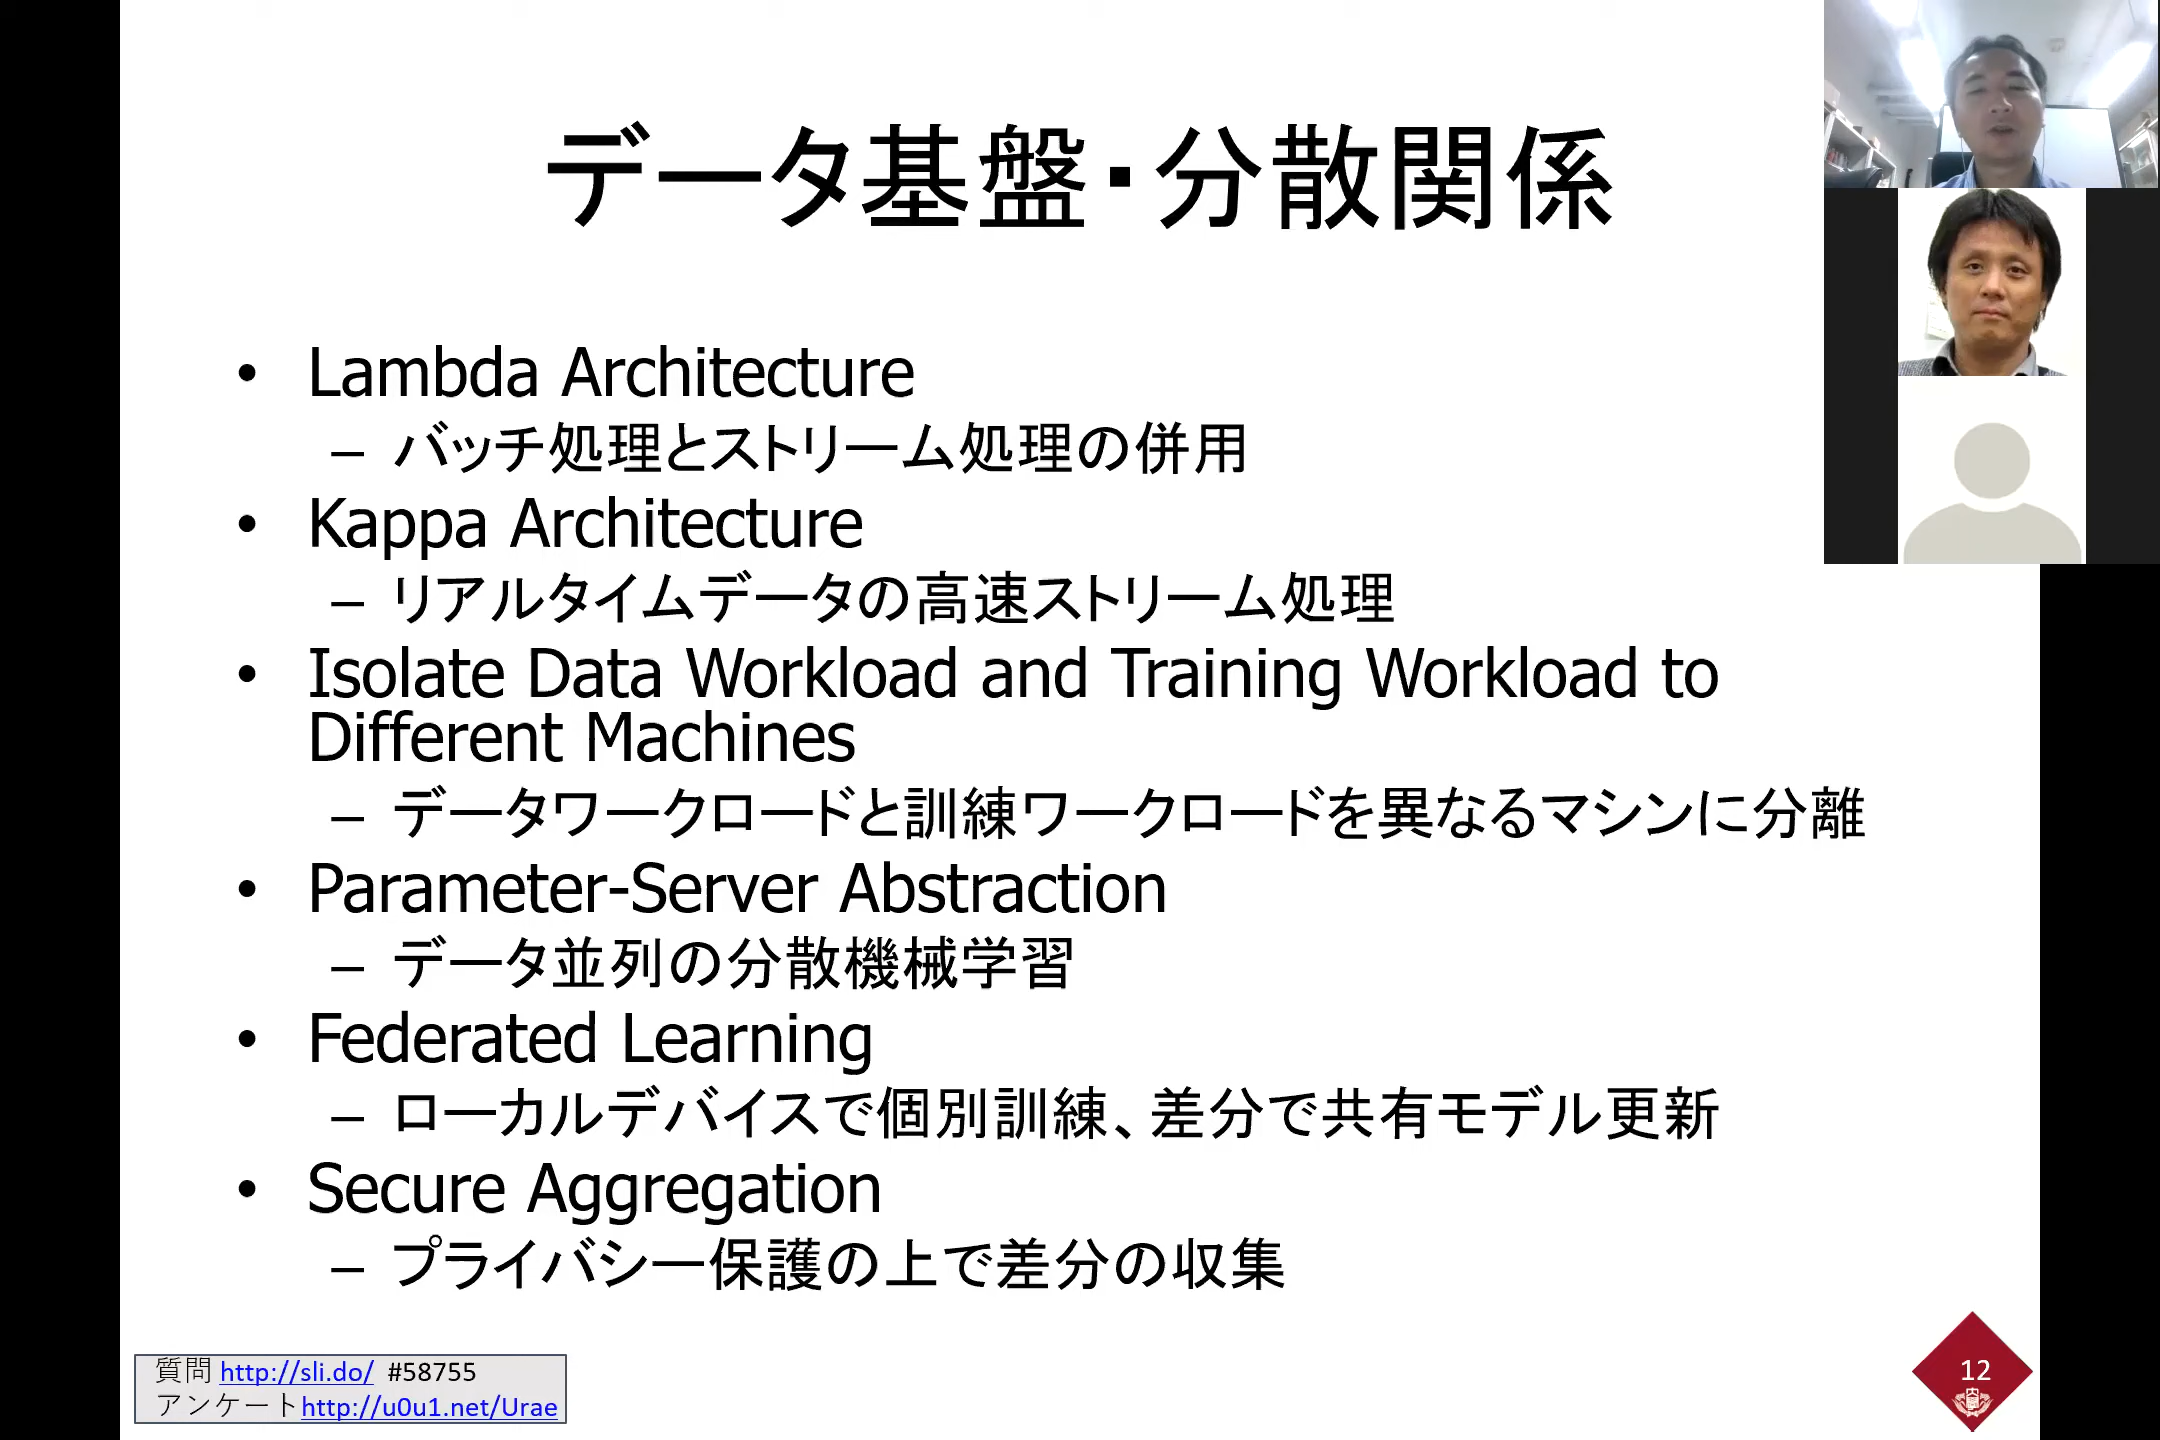 データ基盤・分散関係
• Lambda Architecture
– バッチ処理とストリーム処理の併用
• Kappa Architecture
– リアルタイムデータの高速ストリーム処理
• Isolate Data Workload and Training Workload to
Different Machines
– データワークロードと訓練ワークロードを異なるマシンに分離
• Parameter-Server Abstraction
– データ並列の分散機械学習
• Federated Learning
– ローカルデバイスで個別訓練、差分で共有モデル更新
• Secure Aggregation
– プライバシー保護の上で差分の収集
質問 http://sli.do/ #58755
アンケートhttp://u0u1.net/Urae
12